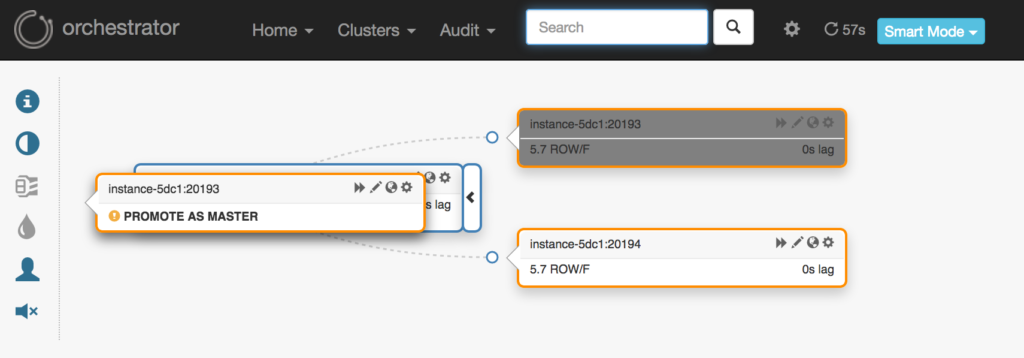 orchestrator
Home Clusters Audit Search 57s Smart Mode
instance-5dc1:20193
5.7 ROW/F 0s lag
instance-5dc1:20193
PROMOTE AS MASTER
s lag
instance-5dc1:20194
5.7 ROW/F 0s lag